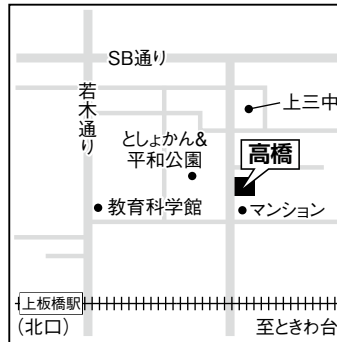 SB通り
若木通り
上三中
としょかん&
平和公園
高橋
教育科学館
マンション
上板橋駅
(北口)
至ときわ台